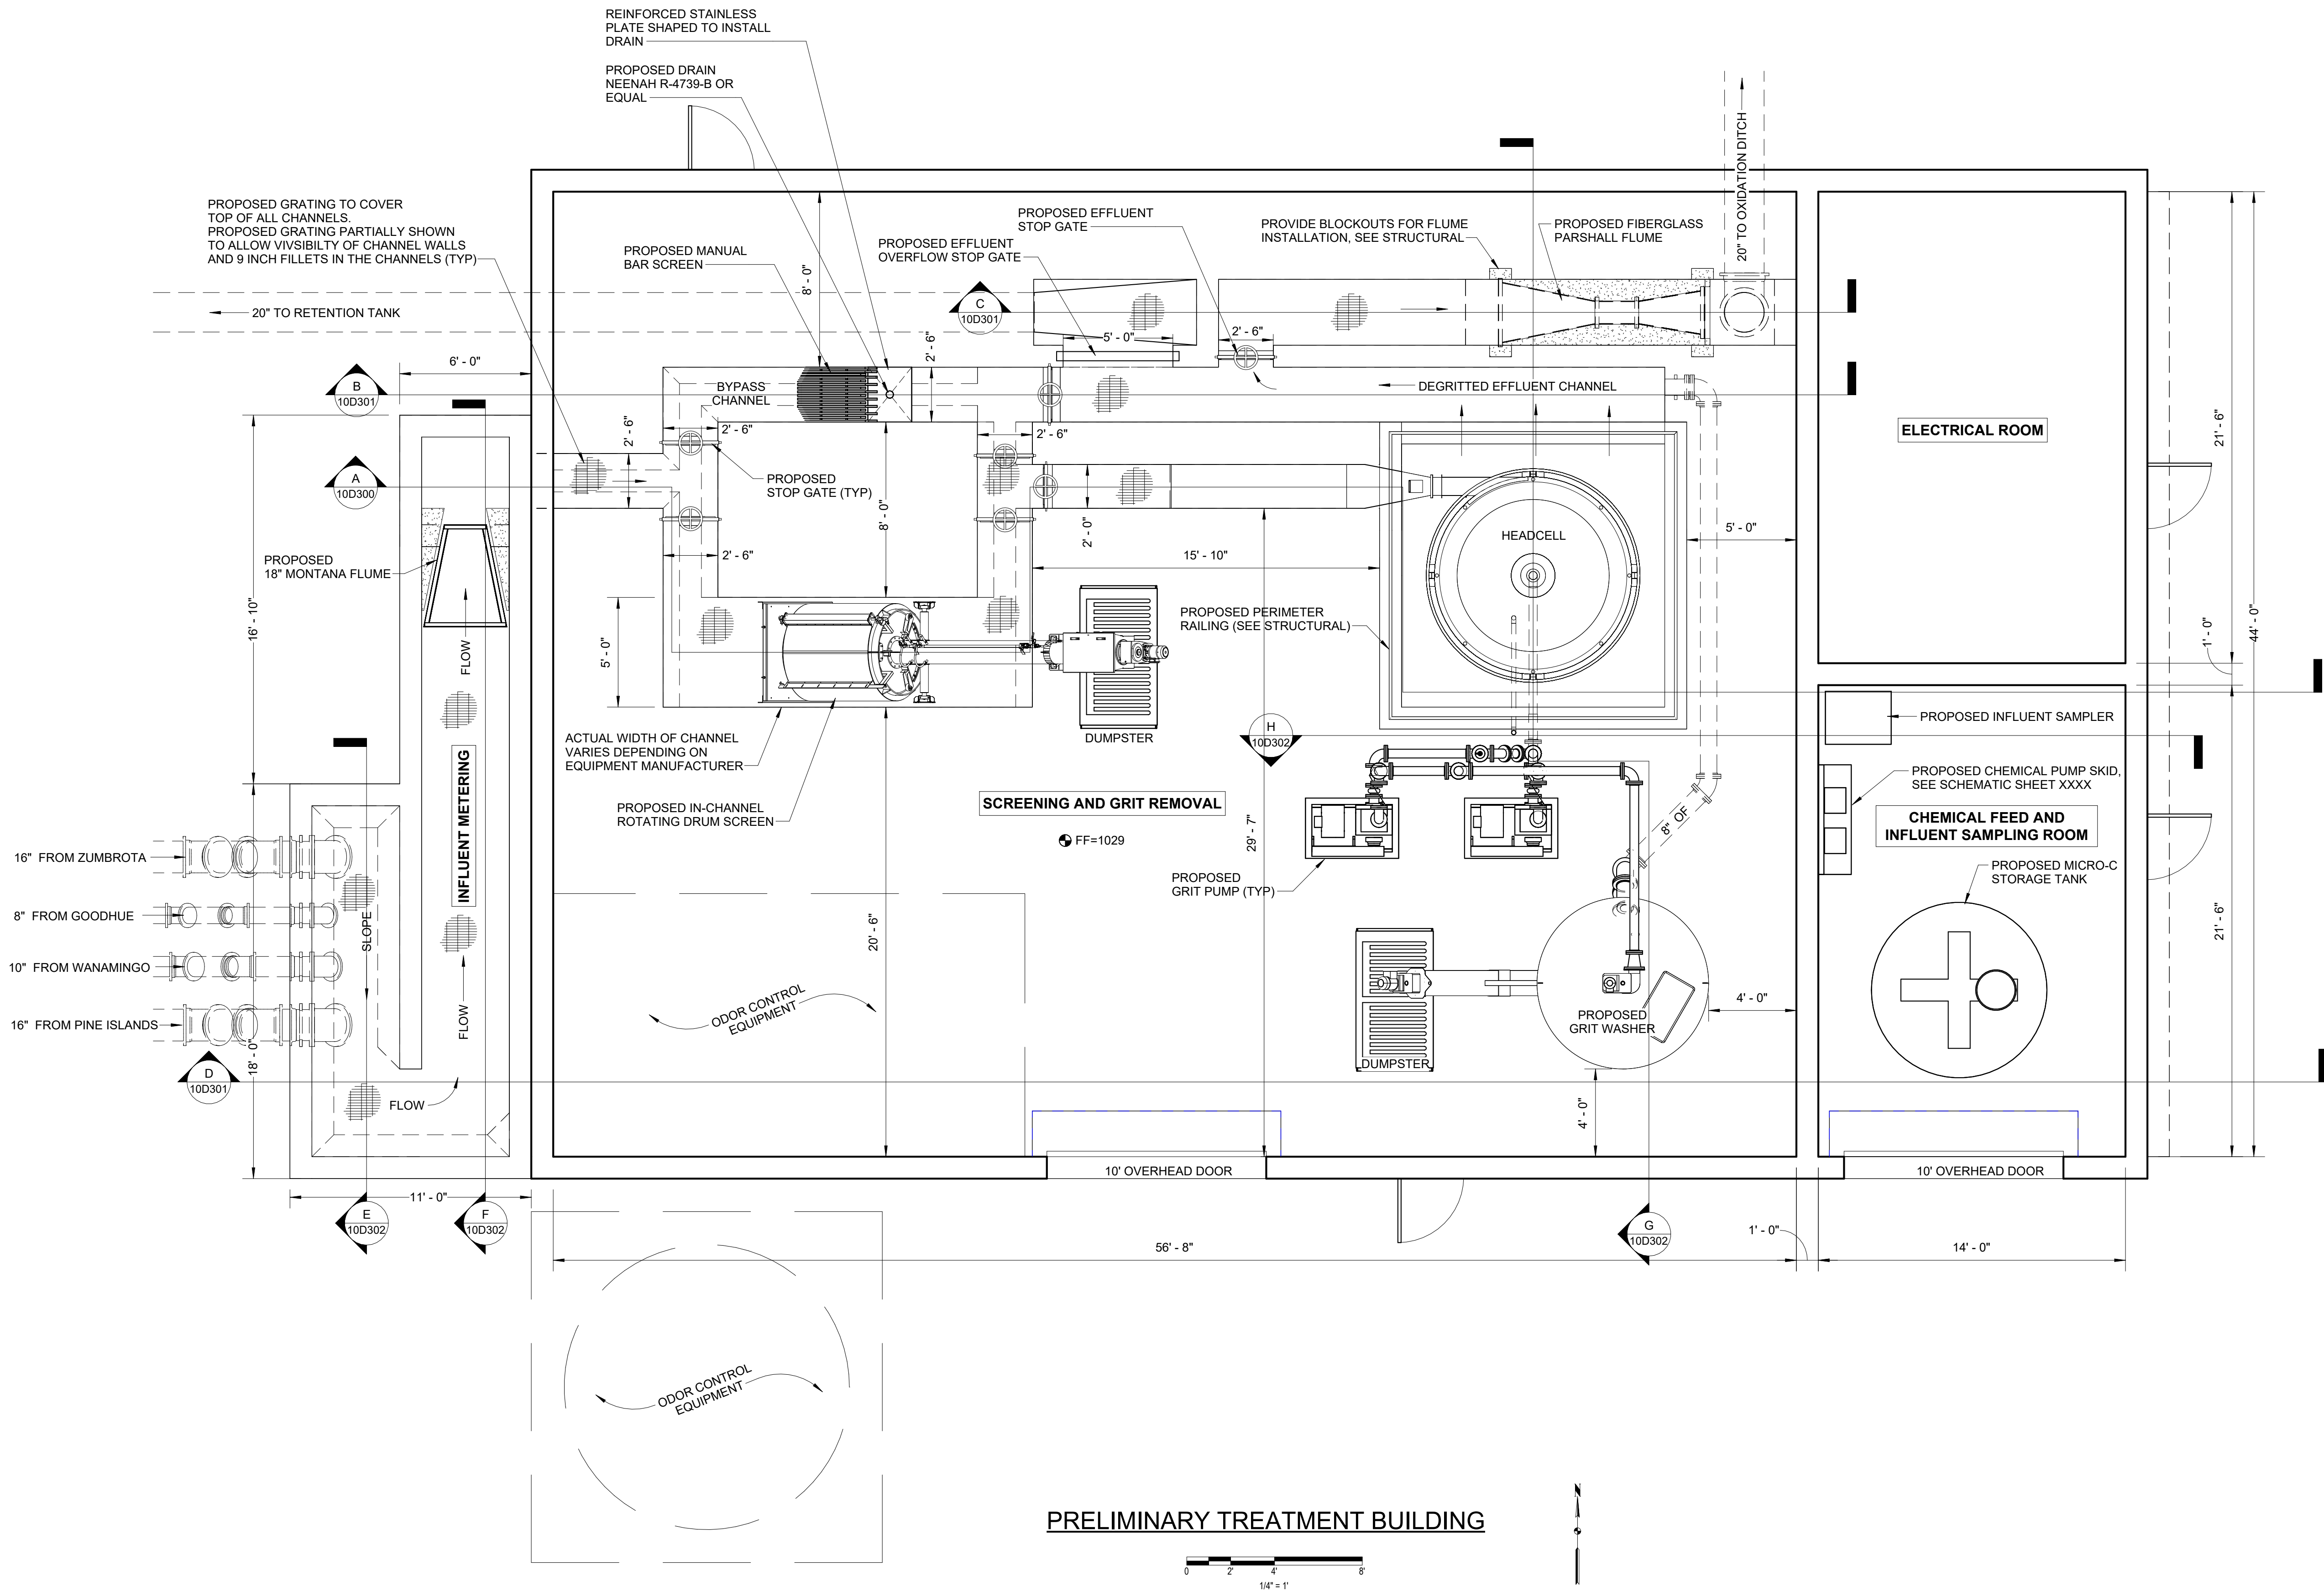 REINFORCED STAINLESS
PLATE SHAPED TO INSTALL
DRAIN
PROPOSED DRAIN
NEENAH R-4739-B OR
EQUAL
PROPOSED GRATING TO COVER
TOP OF ALL CHANNELS.
PROPOSED GRATING PARTIALLY SHOWN
TO ALLOW VIVSIBILTY OF CHANNEL WALLS
AND 9 INCH FILLETS IN THE CHANNELS (TYP)
PROPOSED MANUAL
BAR SCREEN
8' - 0"
PROPOSED EFFLUENT
OVERFLOW STOP GATE
PROPOSED EFFLUENT
STOP GATE
PROVIDE BLOCKOUTS FOR FLUME
INSTALLATION, SEE STRUCTURAL
PROPOSED FIBERGLASS
PARSHALL FLUME
20" TO OXIDATION DITCH
20" TO RETENTION TANK
C
10D301
5' - 0"
2' - 6"
2' - 6"
6' - 0"
B
10D301
BYPASS
CHANNEL
DEGRITTED EFFLUENT CHANNEL
2' - 6"
2' - 6"
2' - 6"
ELECTRICAL ROOM
21' - 6"
A
10D300
PROPOSED
STOP GATE (TYP)
8' - 0"
2' - 0"
2' - 6"
15' - 10"
HEADCELL
5' - 0"
PROPOSED
18" MONTANA FLUME
16' - 10"
FLOW
5' - 0"
PROPOSED PERIMETER
RAILING (SEE STRUCTURAL)
1' - 0"
44' - 0"
DUMPSTER
H
10D302
PROPOSED INFLUENT SAMPLER
ACTUAL WIDTH OF CHANNEL
VARIES DEPENDING ON
EQUIPMENT MANUFACTURER
PROPOSED IN-CHANNEL
ROTATING DRUM SCREEN
SCREENING AND GRIT REMOVAL
FF=1029
29' - 7"
8" OF
PROPOSED CHEMICAL PUMP SKID,
SEE SCHEMATIC SHEET XXXX
CHEMICAL FEED AND
INFLUENT SAMPLING ROOM
PROPOSED MICRO-C
STORAGE TANK
INFLUENT METERING
16" FROM ZUMBROTA
8" FROM GOODHUE
10" FROM WANAMINGO
16" FROM PINE ISLANDS
SLOPE
FLOW
18' - 0"
PROPOSED
GRIT PUMP (TYP)
20' - 6"
21' - 6"
ODOR CONTROL
EQUIPMENT
4' - 0"
PROPOSED
GRIT WASHER
DUMPSTER
D
10D301
FLOW
4' - 0"
10' OVERHEAD DOOR
10' OVERHEAD DOOR
11' - 0"
E
10D302
F
10D302
G
10D302
56' - 8"
1' - 0"
14' - 0"
ODOR CONTROL
EQUIPMENT
PRELIMINARY TREATMENT BUILDING
N
0 2' 4' 8'
1/4" = 1'